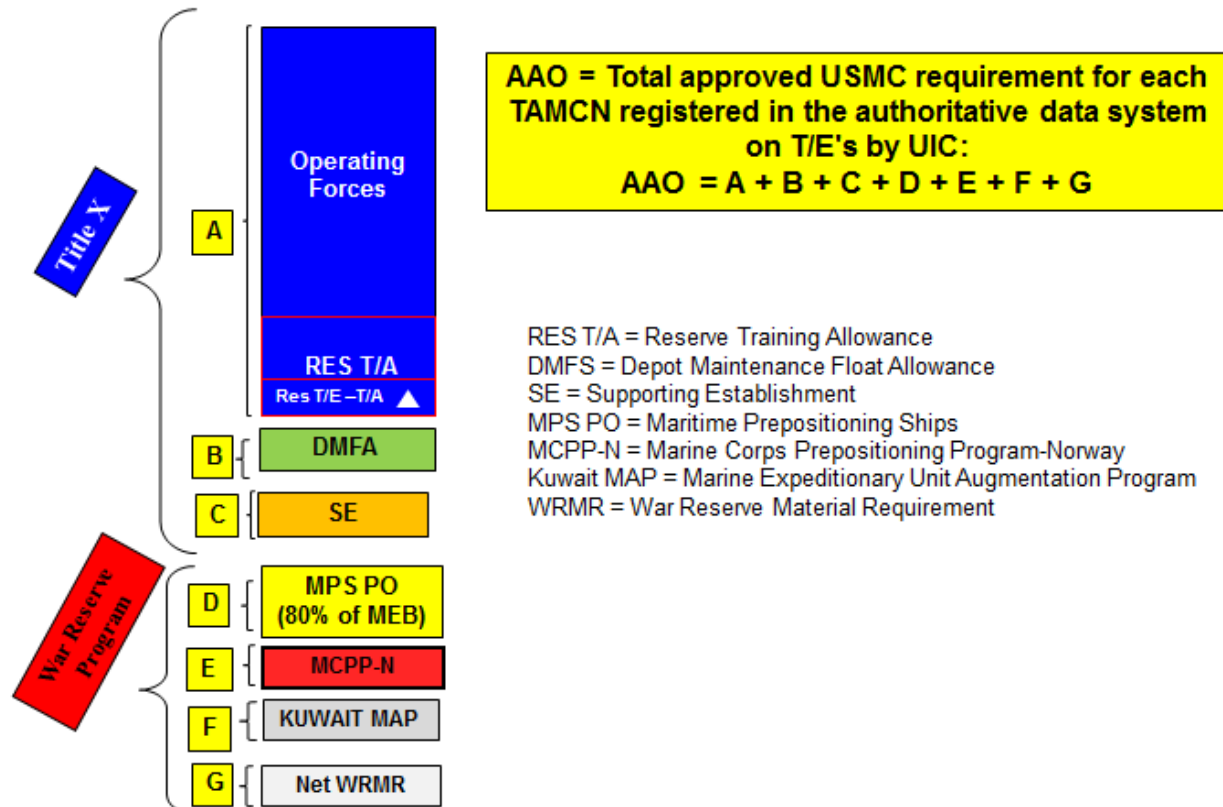 AAO = Total approved USMC requirement for each
TAMCN registered in the authoritative data system
on T/E's by UIC:
AAO = A + B + C + D + E + F + G
Title X
A
Operating
Forces
RES T/A
Res T/E –T/A
B
DMFA
C
SE
RES T/A = Reserve Training Allowance
DMFS = Depot Maintenance Float Allowance
SE = Supporting Establishment
MPS PO = Maritime Prepositioning Ships
MCPP-N = Marine Corps Prepositioning Program-Norway
Kuwait MAP = Marine Expeditionary Unit Augmentation Program
WRMR = War Reserve Material Requirement
War Reserve
Program
D
MPS PO
(80% of MEB)
E
MCPP-N
F
KUWAIT MAP
G
Net WRMR